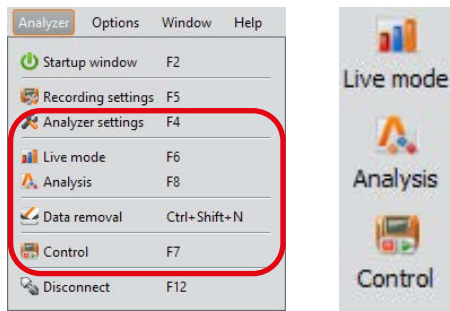 Analyzer Options Window Help
Startup window F2
Recording settings F5
Analyzer settings F4
Live mode F6
Analysis F8
Data removal Ctrl+Shift+N
Control F7
Disconnect F12
Live mode
Analysis
Control